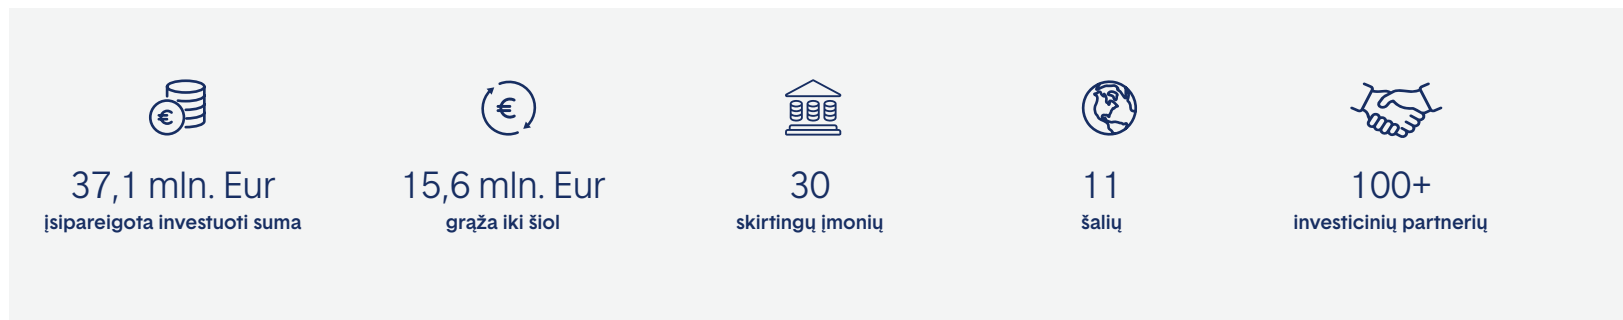 37,1 mln. Eur
įsipareigota investuoti suma
15,6 mln. Eur
grąža iki šiol
30
skirtingų įmonių
11
šalių
100+
investicinių partnerių